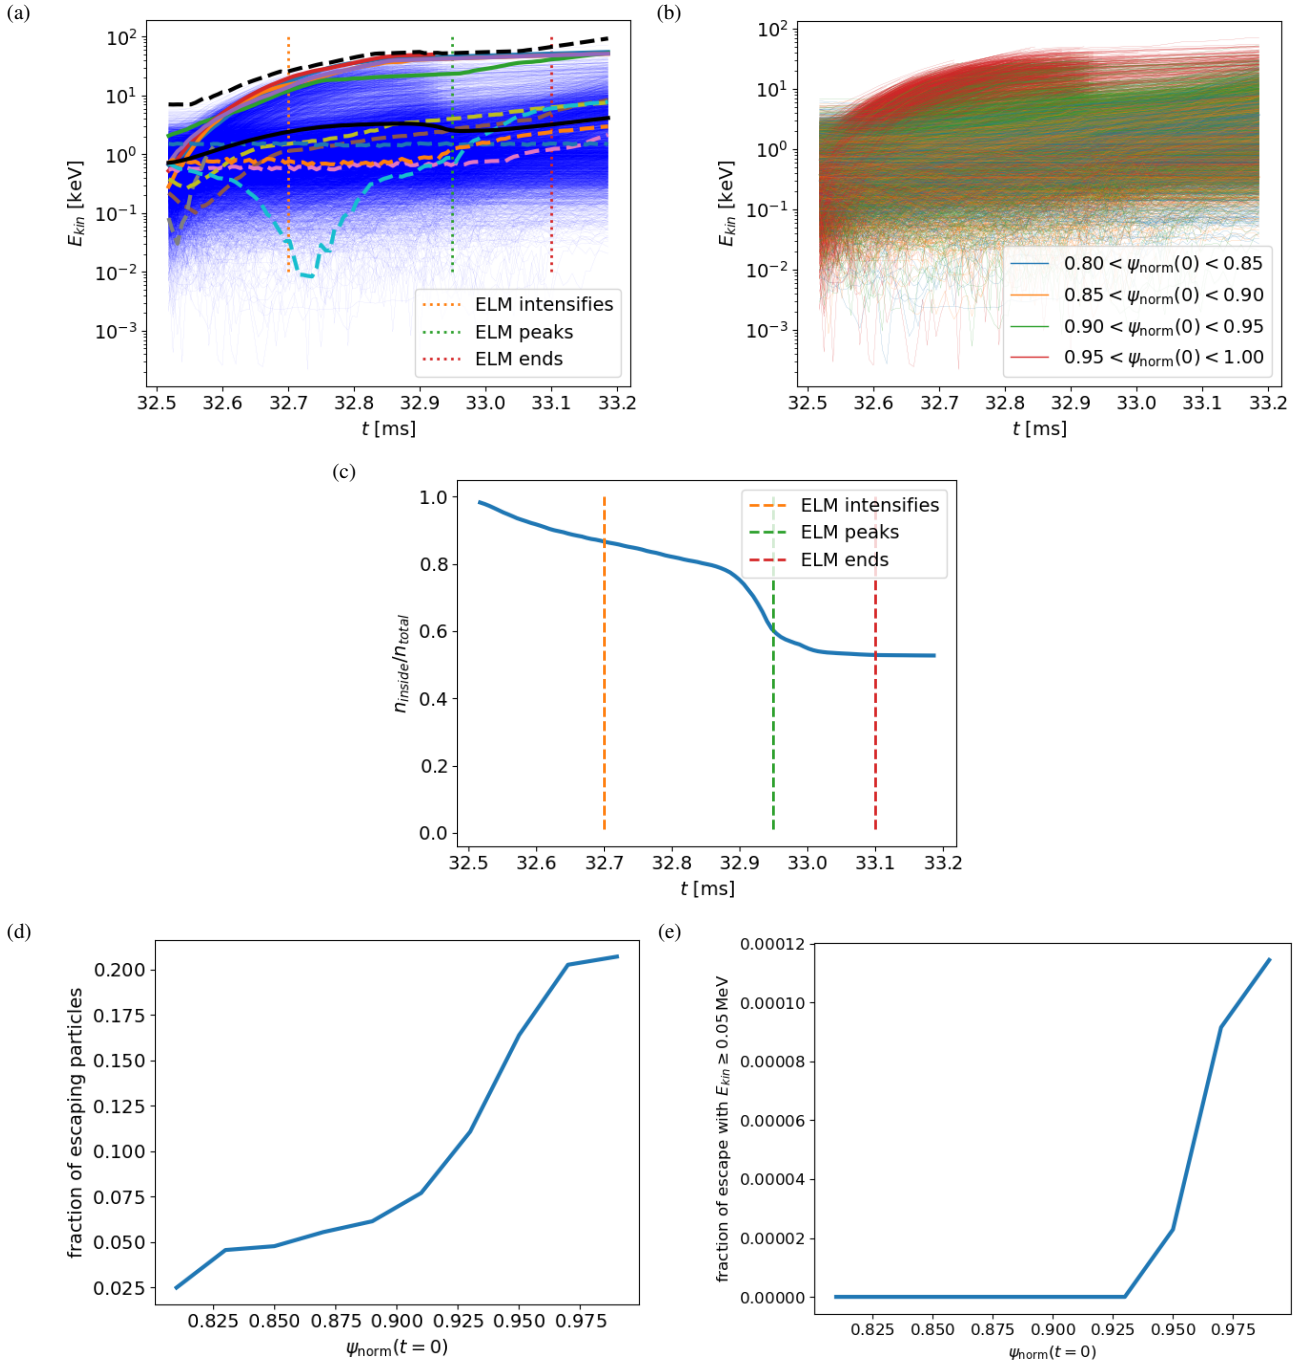 (a)
E_kin [keV]
10^2
10^1
10^0
10^-1
10^-2
10^-3
ELM intensifies
ELM peaks
ELM ends
32.5 32.6 32.7 32.8 32.9 33.0 33.1 33.2
t [ms]
(b)
E_kin [keV]
10^2
10^1
10^0
10^-1
10^-2
10^-3
0.80 < ψ_norm(0) < 0.85
0.85 < ψ_norm(0) < 0.90
0.90 < ψ_norm(0) < 0.95
0.95 < ψ_norm(0) < 1.00
32.5 32.6 32.7 32.8 32.9 33.0 33.1 33.2
t [ms]
(c)
n_inside/n_total
1.0
0.8
0.6
0.4
0.2
0.0
ELM intensifies
ELM peaks
ELM ends
32.5 32.6 32.7 32.8 32.9 33.0 33.1 33.2
t [ms]
(d)
fraction of escaping particles
0.200
0.175
0.150
0.125
0.100
0.075
0.050
0.025
0.825 0.850 0.875 0.900 0.925 0.950 0.975
ψ_norm(t = 0)
(e)
fraction of escape with E_kin ≥ 0.05 MeV
0.00012
0.00010
0.00008
0.00006
0.00004
0.00002
0.00000
0.825 0.850 0.875 0.900 0.925 0.950 0.975
ψ_norm(t = 0)